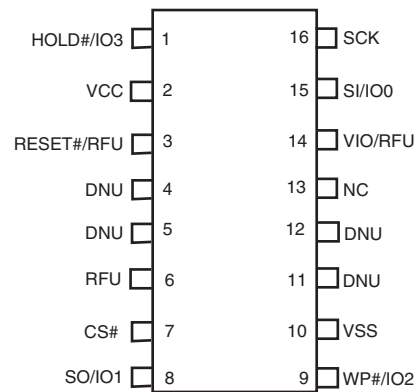 HOLD#/IO3 1 16 SCK
VCC 2 15 SI/IO0
RESET#/RFU 3 14 VIO/RFU
DNU 4 13 NC
DNU 5 12 DNU
RFU 6 11 DNU
CS# 7 10 VSS
SO/IO1 8 9 WP#/IO2